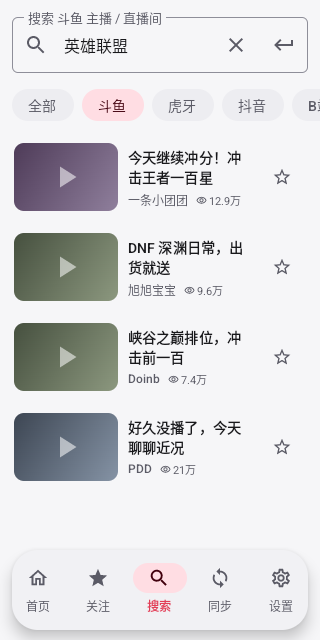 搜索 斗鱼 主播 / 直播间
英雄联盟
全部 斗鱼 虎牙 抖音 B
今天继续冲分！冲
击王者一百星
一条小团团 12.9万
DNF 深渊日常，出
货就送
旭旭宝宝 9.6万
峡谷之巅排位，冲
击前一百
Doinb 7.4万
好久没播了，今天
聊聊近况
PDD 21万
首页 关注 搜索 同步 设置